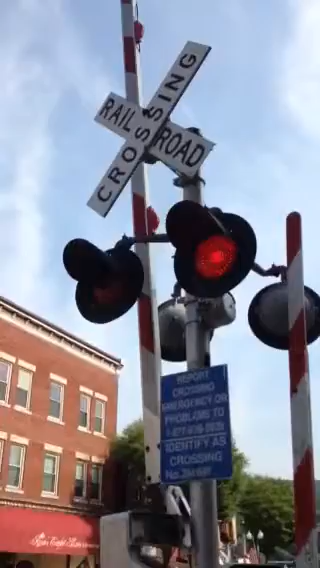 RAIL
ROAD
CROSSING
REPORT
CROSSING
EMERGENCY OR
PROBLEMS TO
IDENTIFY AS
CROSSING